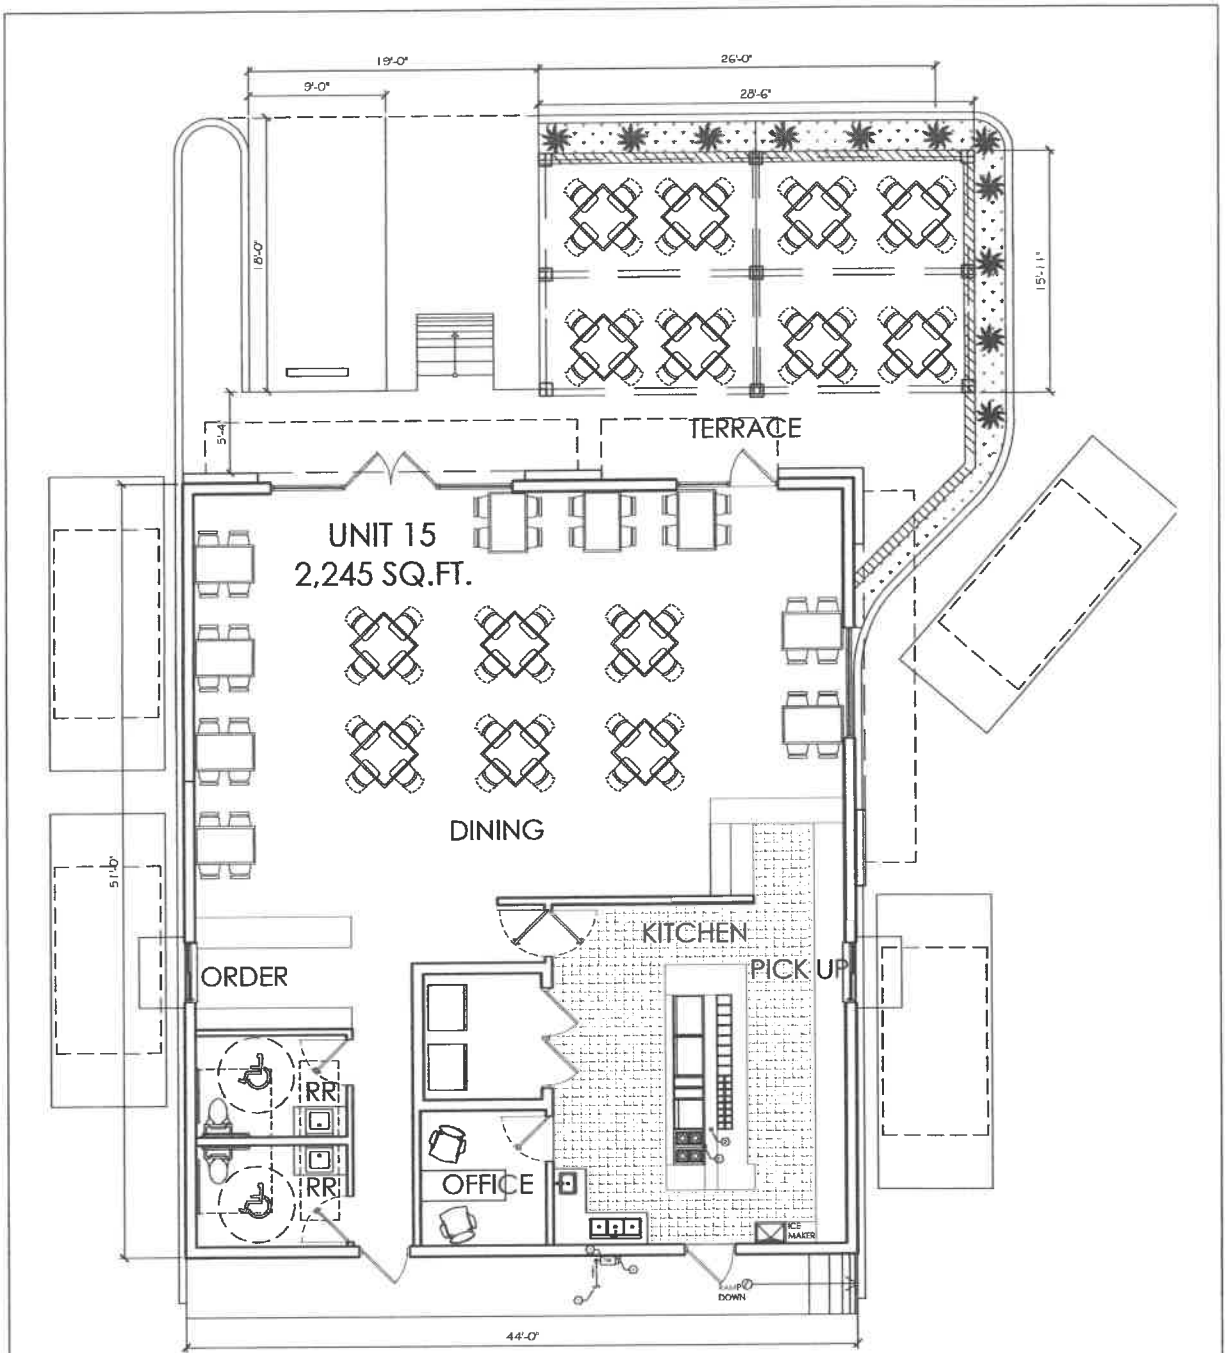 19'-0"
26'-0"
9'-0"
28'-6"
18'-0"
15'-11"
5'-4
TERRACE
UNIT 15
2,245 SQ.FT.
DINING
51'-0"
KITCHEN
ORDER
PICK UP
RR
OFFICE
RR
ICE
MAKER
RAMP
DOWN
44'-0"